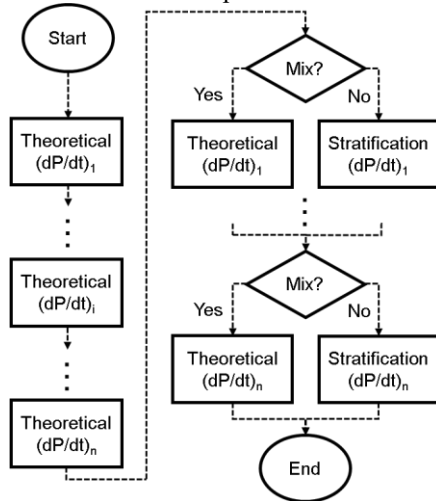 Start
Theoretical
(dP/dt)₁
Theoretical
(dP/dt)ᵢ
Theoretical
(dP/dt)ₙ
Mix?
Yes
No
Theoretical
(dP/dt)₁
Stratification
(dP/dt)₁
Mix?
Yes
No
Theoretical
(dP/dt)ₙ
Stratification
(dP/dt)ₙ
End